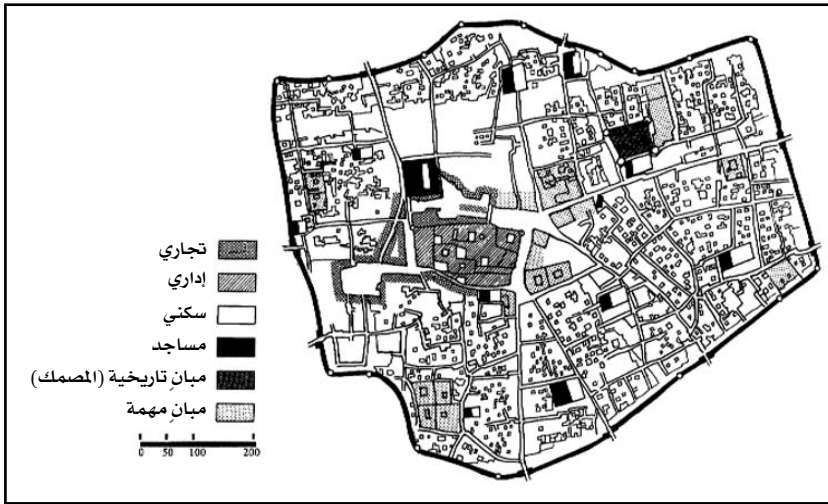 تجاري
إداري
سكني
مساجد
مبانٍ تاريخية (المصمك)
مبانٍ مهمة
0 50 100 200